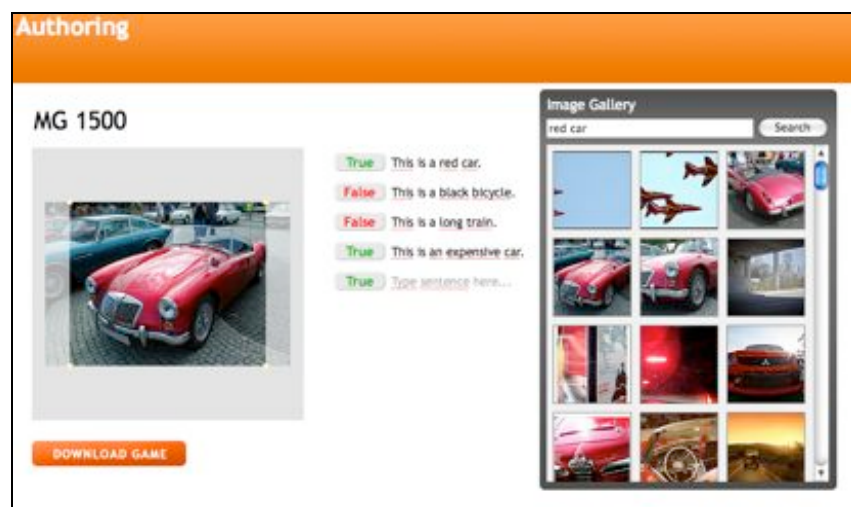 Authoring
MG 1500
True This is a red car.
False This is a black bicycle.
False This is a long train.
True This is an expensive car.
True Type sentence here...
DOWNLOAD GAME
Image Gallery
red car Search